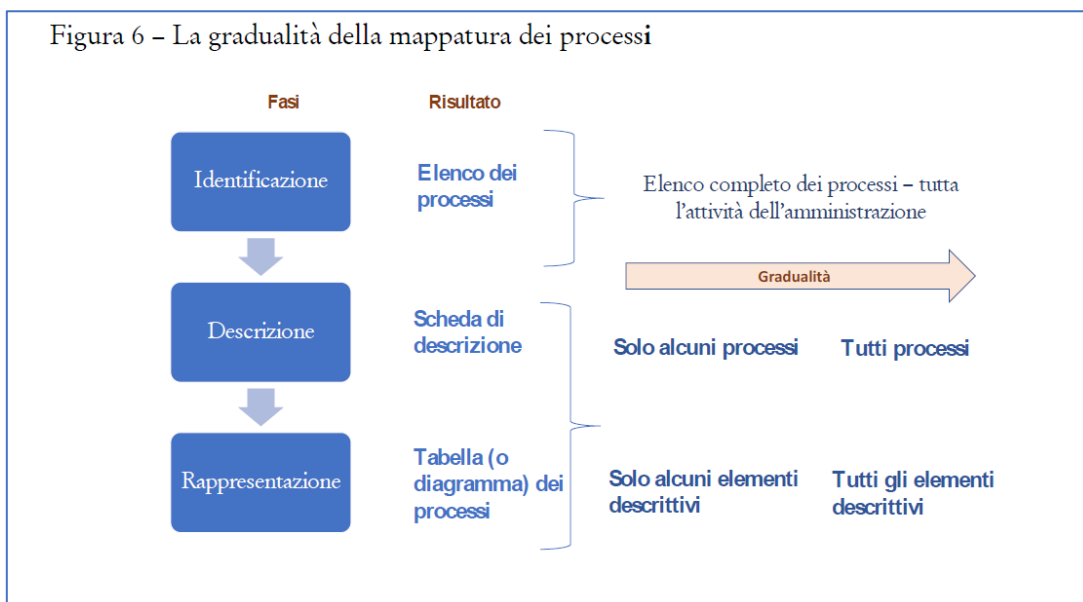 Figura 6 – La gradualità della mappatura dei processi
Fasi
Risultato
Identificazione
Elenco dei
processi
Elenco completo dei processi – tutta
l'attività dell'amministrazione
Gradualità
Descrizione
Scheda di
descrizione
Solo alcuni processi
Tutti processi
Rappresentazione
Tabella (o
diagramma) dei
processi
Solo alcuni elementi
descrittivi
Tutti gli elementi
descrittivi